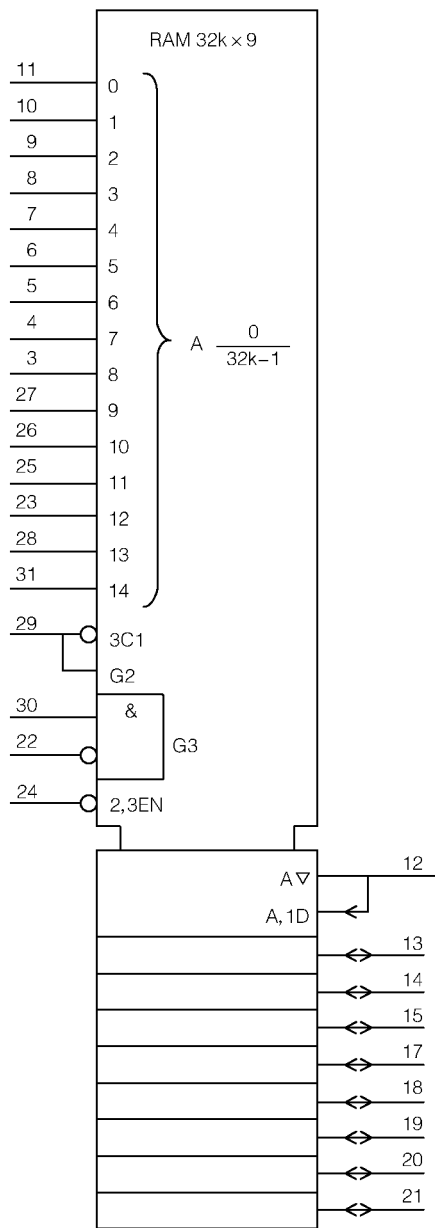 RAM 32k × 9
11 0
10 1
9 2
8 3
7 4
6 5
5 6
4 7
3 8
27 9
26 10
25 11
23 12
28 13
31 14
A 0
32k−1
29 3C1
G2
30 &
22 G3
24 2,3EN
A▽ 12
A,1D
13
14
15
17
18
19
20
21